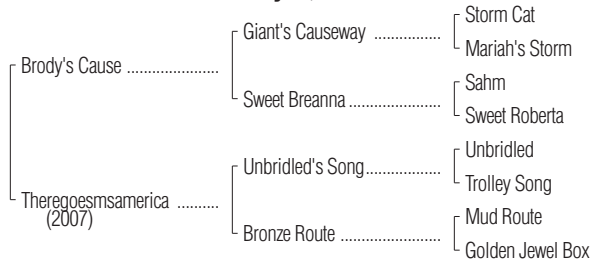 Storm Cat
Giant's Causeway ................
Mariah's Storm
Brody's Cause ......................
Sahm
Sweet Breanna ......................
Sweet Roberta
Unbridled
Unbridled's Song..................
Trolley Song
Theregoesmsamerica ..........
(2007)
Mud Route
Bronze Route ........................
Golden Jewel Box